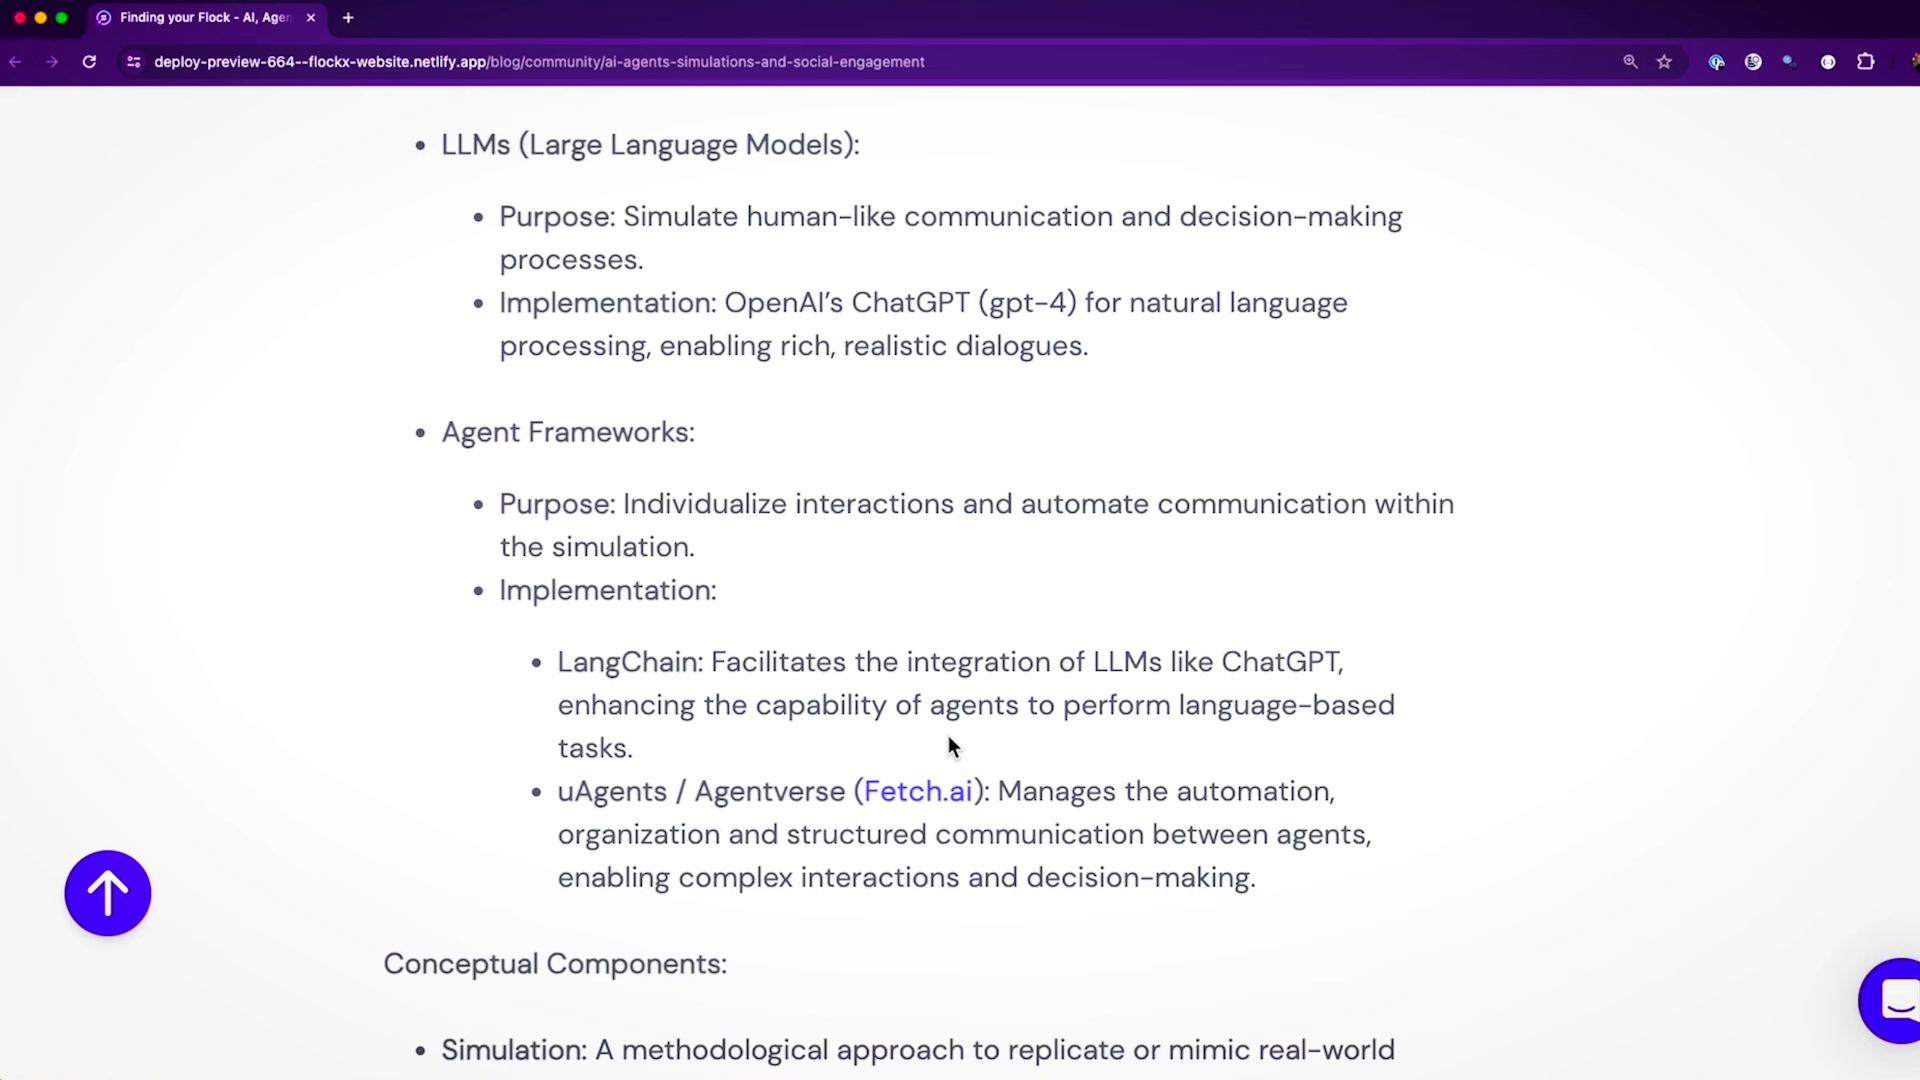 Finding your Flock - AI, Agen
deploy-preview-664--flockx-website.netlify.app/blog/community/ai-agents-simulations-and-social-engagement
• LLMs (Large Language Models):
• Purpose: Simulate human-like communication and decision-making
processes.
• Implementation: OpenAI’s ChatGPT (gpt-4) for natural language
processing, enabling rich, realistic dialogues.
• Agent Frameworks:
• Purpose: Individualize interactions and automate communication within
the simulation.
• Implementation:
• LangChain: Facilitates the integration of LLMs like ChatGPT,
enhancing the capability of agents to perform language-based
tasks.
• uAgents / Agentverse (Fetch.ai): Manages the automation,
organization and structured communication between agents,
enabling complex interactions and decision-making.
Conceptual Components:
• Simulation: A methodological approach to replicate or mimic real-world